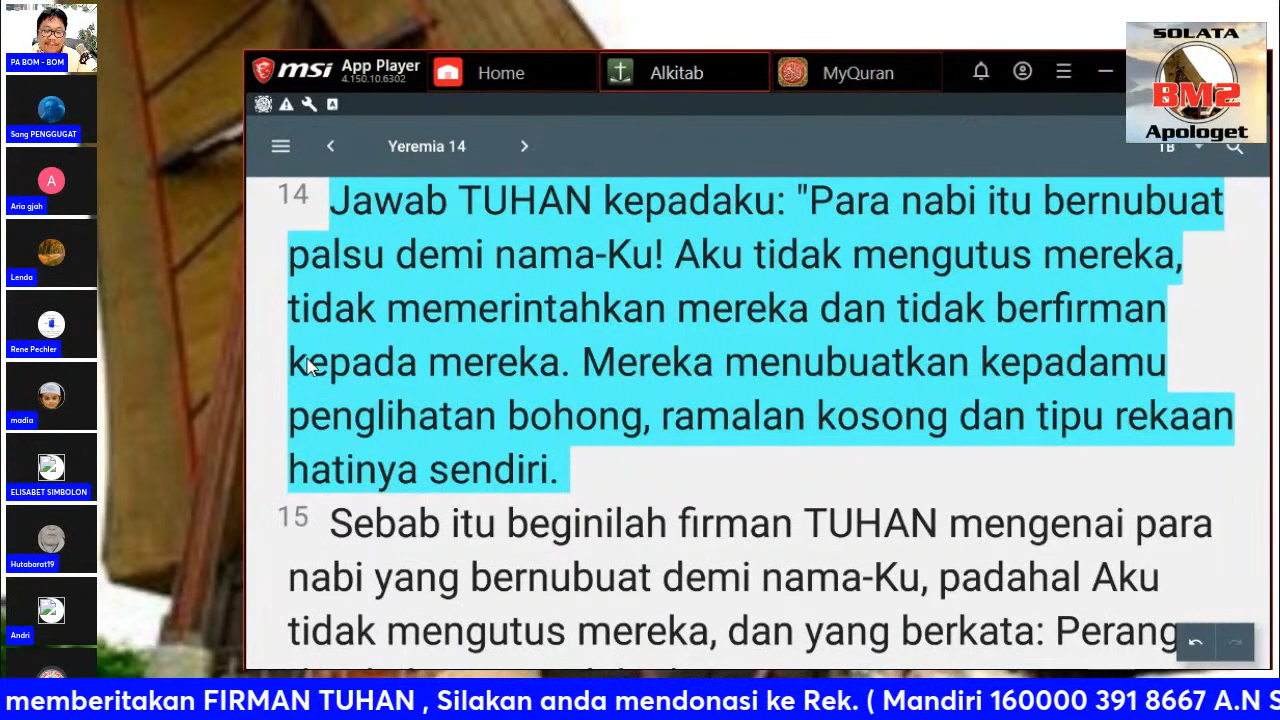 PA BOM - BOM
Sang PENGGUGAT
A
Aria gjah
Lenda
Rene Pechler
madia
ELISABET SIMBOLON
Hutabarat19
Andri
msi App Player
4.150.10.6302
Home
Alkitab
MyQuran
SOLATA
BM2
Apologet
Yeremia 14
TB
14 Jawab TUHAN kepadaku: "Para nabi itu bernubuat
palsu demi nama-Ku! Aku tidak mengutus mereka,
tidak memerintahkan mereka dan tidak berfirman
kepada mereka. Mereka menubuatkan kepadamu
penglihatan bohong, ramalan kosong dan tipu rekaan
hatinya sendiri.
15 Sebab itu beginilah firman TUHAN mengenai para
nabi yang bernubuat demi nama-Ku, padahal Aku
tidak mengutus mereka, dan yang berkata: Perang
memberitakan FIRMAN TUHAN , Silakan anda mendonasi ke Rek. ( Mandiri 160000 391 8667 A.N S